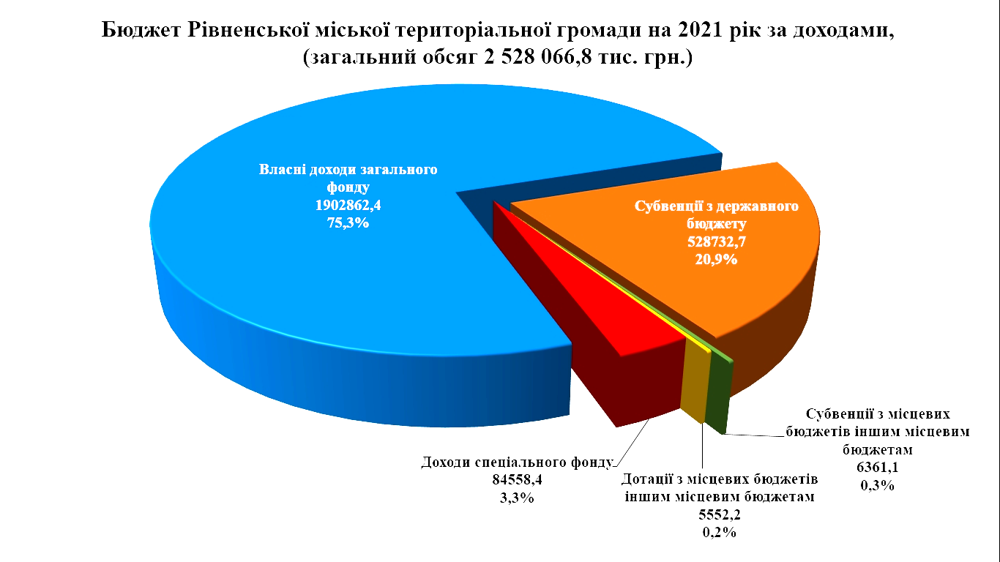 Бюджет Рівненської міської територіальної громади на 2021 рік за доходами,
(загальний обсяг 2 528 066,8 тис. грн.)
Власні доходи загального
фонду
1902862,4
75,3%
Субвенції з державного
бюджету
528732,7
20,9%
Субвенції з місцевих
бюджетів іншим місцевим
бюджетам
6361,1
0,3%
Доходи спеціального фонду
84558,4
3,3%
Дотації з місцевих бюджетів
іншим місцевим бюджетам
5552,2
0,2%